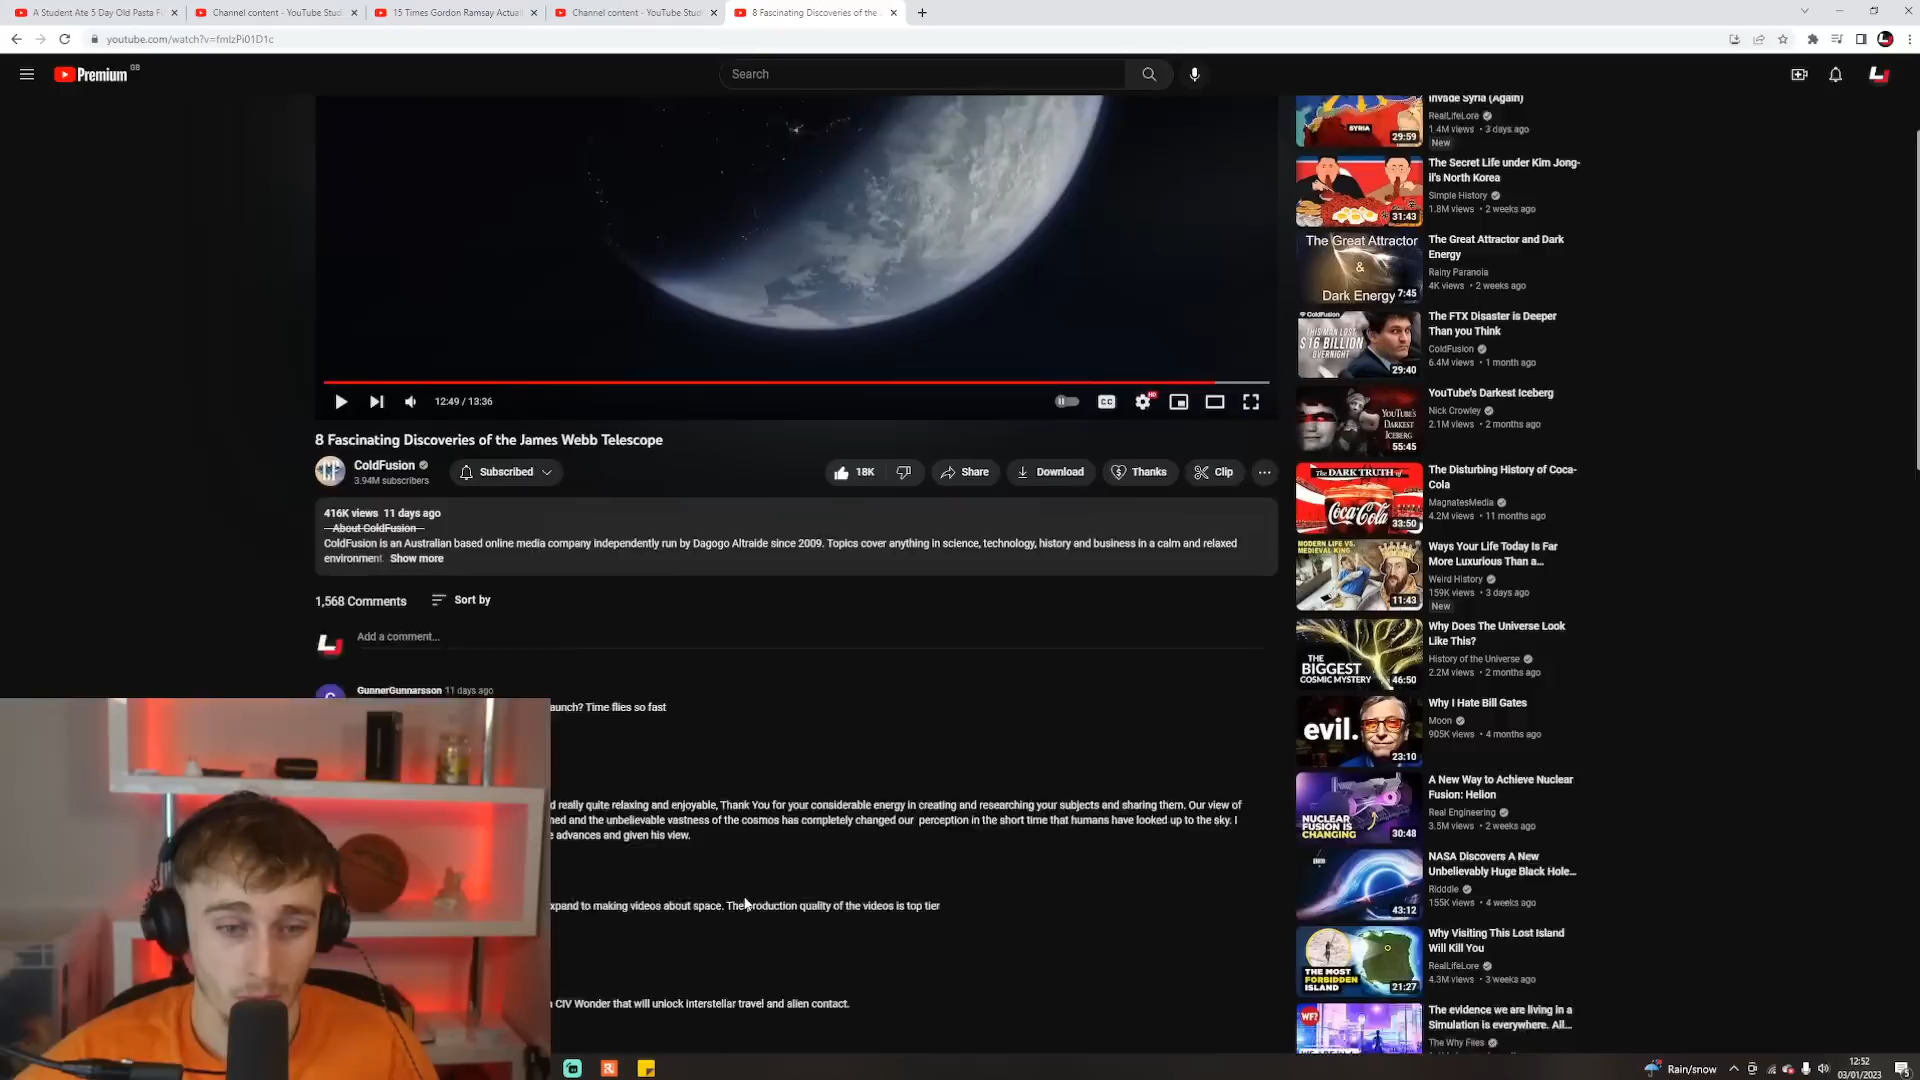 A Student Ate 5 Day Old Pasta F
Channel content - YouTube Stud
15 Times Gordon Ramsay Actuall
Channel content - YouTube Stud
8 Fascinating Discoveries of the
youtube.com/watch?v=fmIzPi01D1c
Premium GB
Search
12:49 / 13:36
CC
HD
8 Fascinating Discoveries of the James Webb Telescope
ColdFusion
3.94M subscribers
Subscribed
18K
Share
Download
Thanks
Clip
416K views 11 days ago
About ColdFusion
ColdFusion is an Australian based online media company independently run by Dagogo Altraide since 2009. Topics cover anything in science, technology, history and business in a calm and relaxed
environment. Show more
1,568 Comments
Sort by
Add a comment...
GunnerGunnarsson 11 days ago
aunch? Time flies so fast
d really quite relaxing and enjoyable, Thank You for your considerable energy in creating and researching your subjects and sharing them. Our view of
ned and the unbelievable vastness of the cosmos has completely changed our perception in the short time that humans have looked up to the sky. I
e advances and given his view.
xpand to making videos about space. The production quality of the videos is top tier
CIV Wonder that will unlock interstellar travel and alien contact.
SYRIA
29:59
Invade Syria (Again)
RealLifeLore
1.4M views • 3 days ago
New
31:43
The Secret Life under Kim Jong-
il's North Korea
Simple History
1.8M views • 2 weeks ago
The Great Attractor
&
Dark Energy
7:45
The Great Attractor and Dark
Energy
Rainy Paranoia
4K views • 2 weeks ago
ColdFusion
THIS MAN LOST
$16 BILLION
OVERNIGHT
29:40
The FTX Disaster is Deeper
Than you Think
ColdFusion
6.4M views • 1 month ago
YOUTUBE'S
DARKEST
ICEBERG
55:45
YouTube's Darkest Iceberg
Nick Crowley
2.1M views • 2 months ago
The DARK TRUTH of
Coca-Cola
33:50
The Disturbing History of Coca-
Cola
MagnatesMedia
4.2M views • 11 months ago
MODERN LIFE VS.
MEDIEVAL KING
11:43
Ways Your Life Today Is Far
More Luxurious Than a...
Weird History
159K views • 3 days ago
New
THE
BIGGEST
COSMIC MYSTERY
46:50
Why Does The Universe Look
Like This?
History of the Universe
2.2M views • 2 months ago
evil.
23:10
Why I Hate Bill Gates
Moon
905K views • 4 months ago
NUCLEAR
FUSION IS
CHANGING
30:48
A New Way to Achieve Nuclear
Fusion: Helion
Real Engineering
3.5M views • 2 weeks ago
EARTH
43:12
NASA Discovers A New
Unbelievably Huge Black Hole...
Ridddle
155K views • 4 weeks ago
THE MOST
FORBIDDEN
ISLAND
21:27
Why Visiting This Lost Island
Will Kill You
RealLifeLore
4.3M views • 3 weeks ago
WF?
The evidence we are living in a
Simulation is everywhere. All...
The Why Files
Rain/snow
12:52
03/01/2023